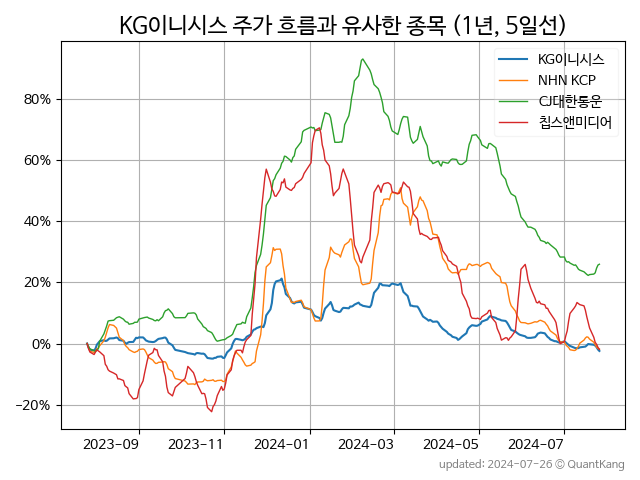 KG이니시스 주가 흐름과 유사한 종목 (1년, 5일선)
KG이니시스
NHN KCP
CJ대한통운
칩스앤미디어
80%
60%
40%
20%
0%
−20%
2023−09
2023−11
2024−01
2024−03
2024−05
2024−07
updated: 2024-07-26 © QuantKang